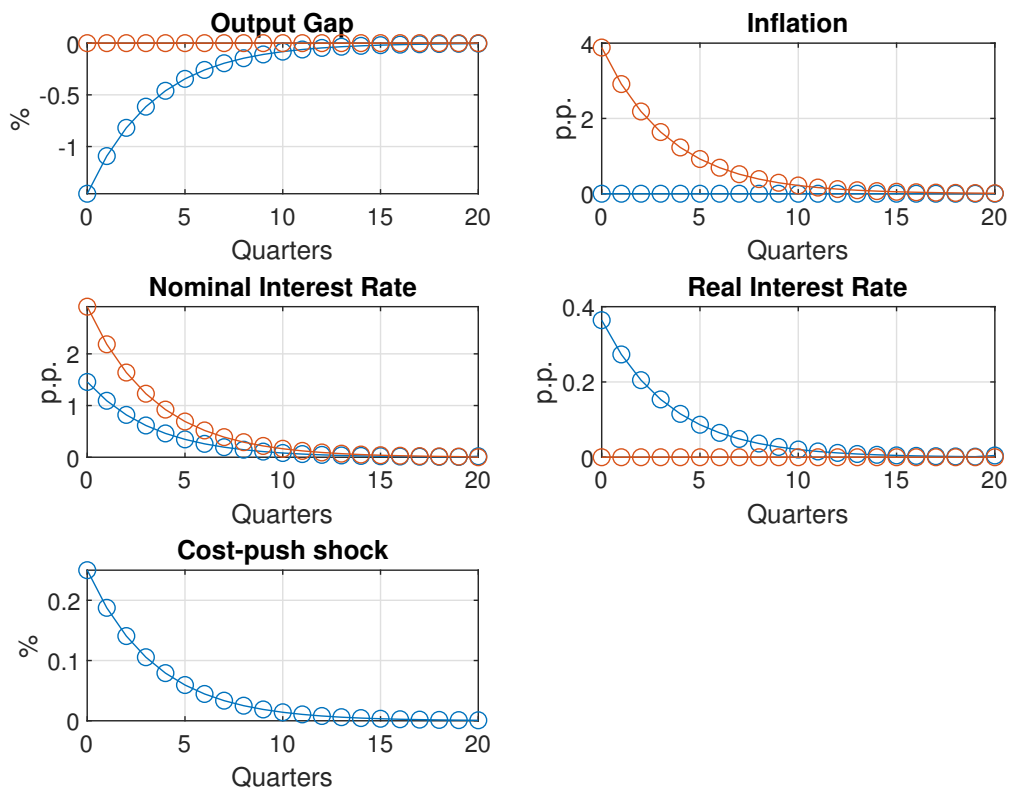 Output Gap
0
-0.5
-1
%
0 5 10 15 20
Quarters
Inflation
4
2
0
p.p.
0 5 10 15 20
Quarters
Nominal Interest Rate
2
1
0
p.p.
0 5 10 15 20
Quarters
Real Interest Rate
0.4
0.2
0
p.p.
0 5 10 15 20
Quarters
Cost-push shock
0.2
0.1
0
%
0 5 10 15 20
Quarters